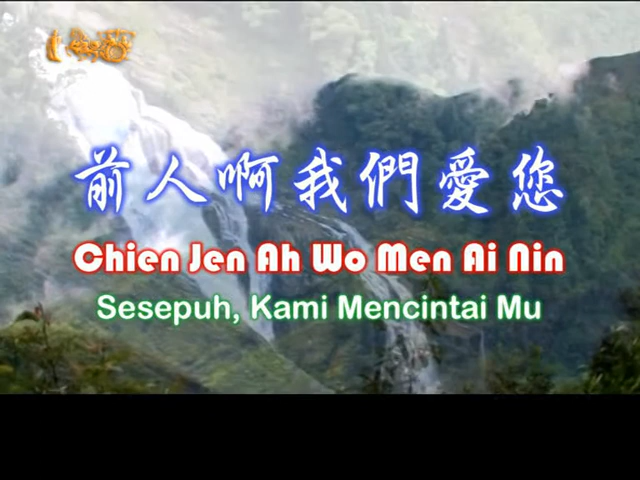 前人啊我們愛您
Chien Jen Ah Wo Men Ai Nin
Sesepuh, Kami Mencintai Mu